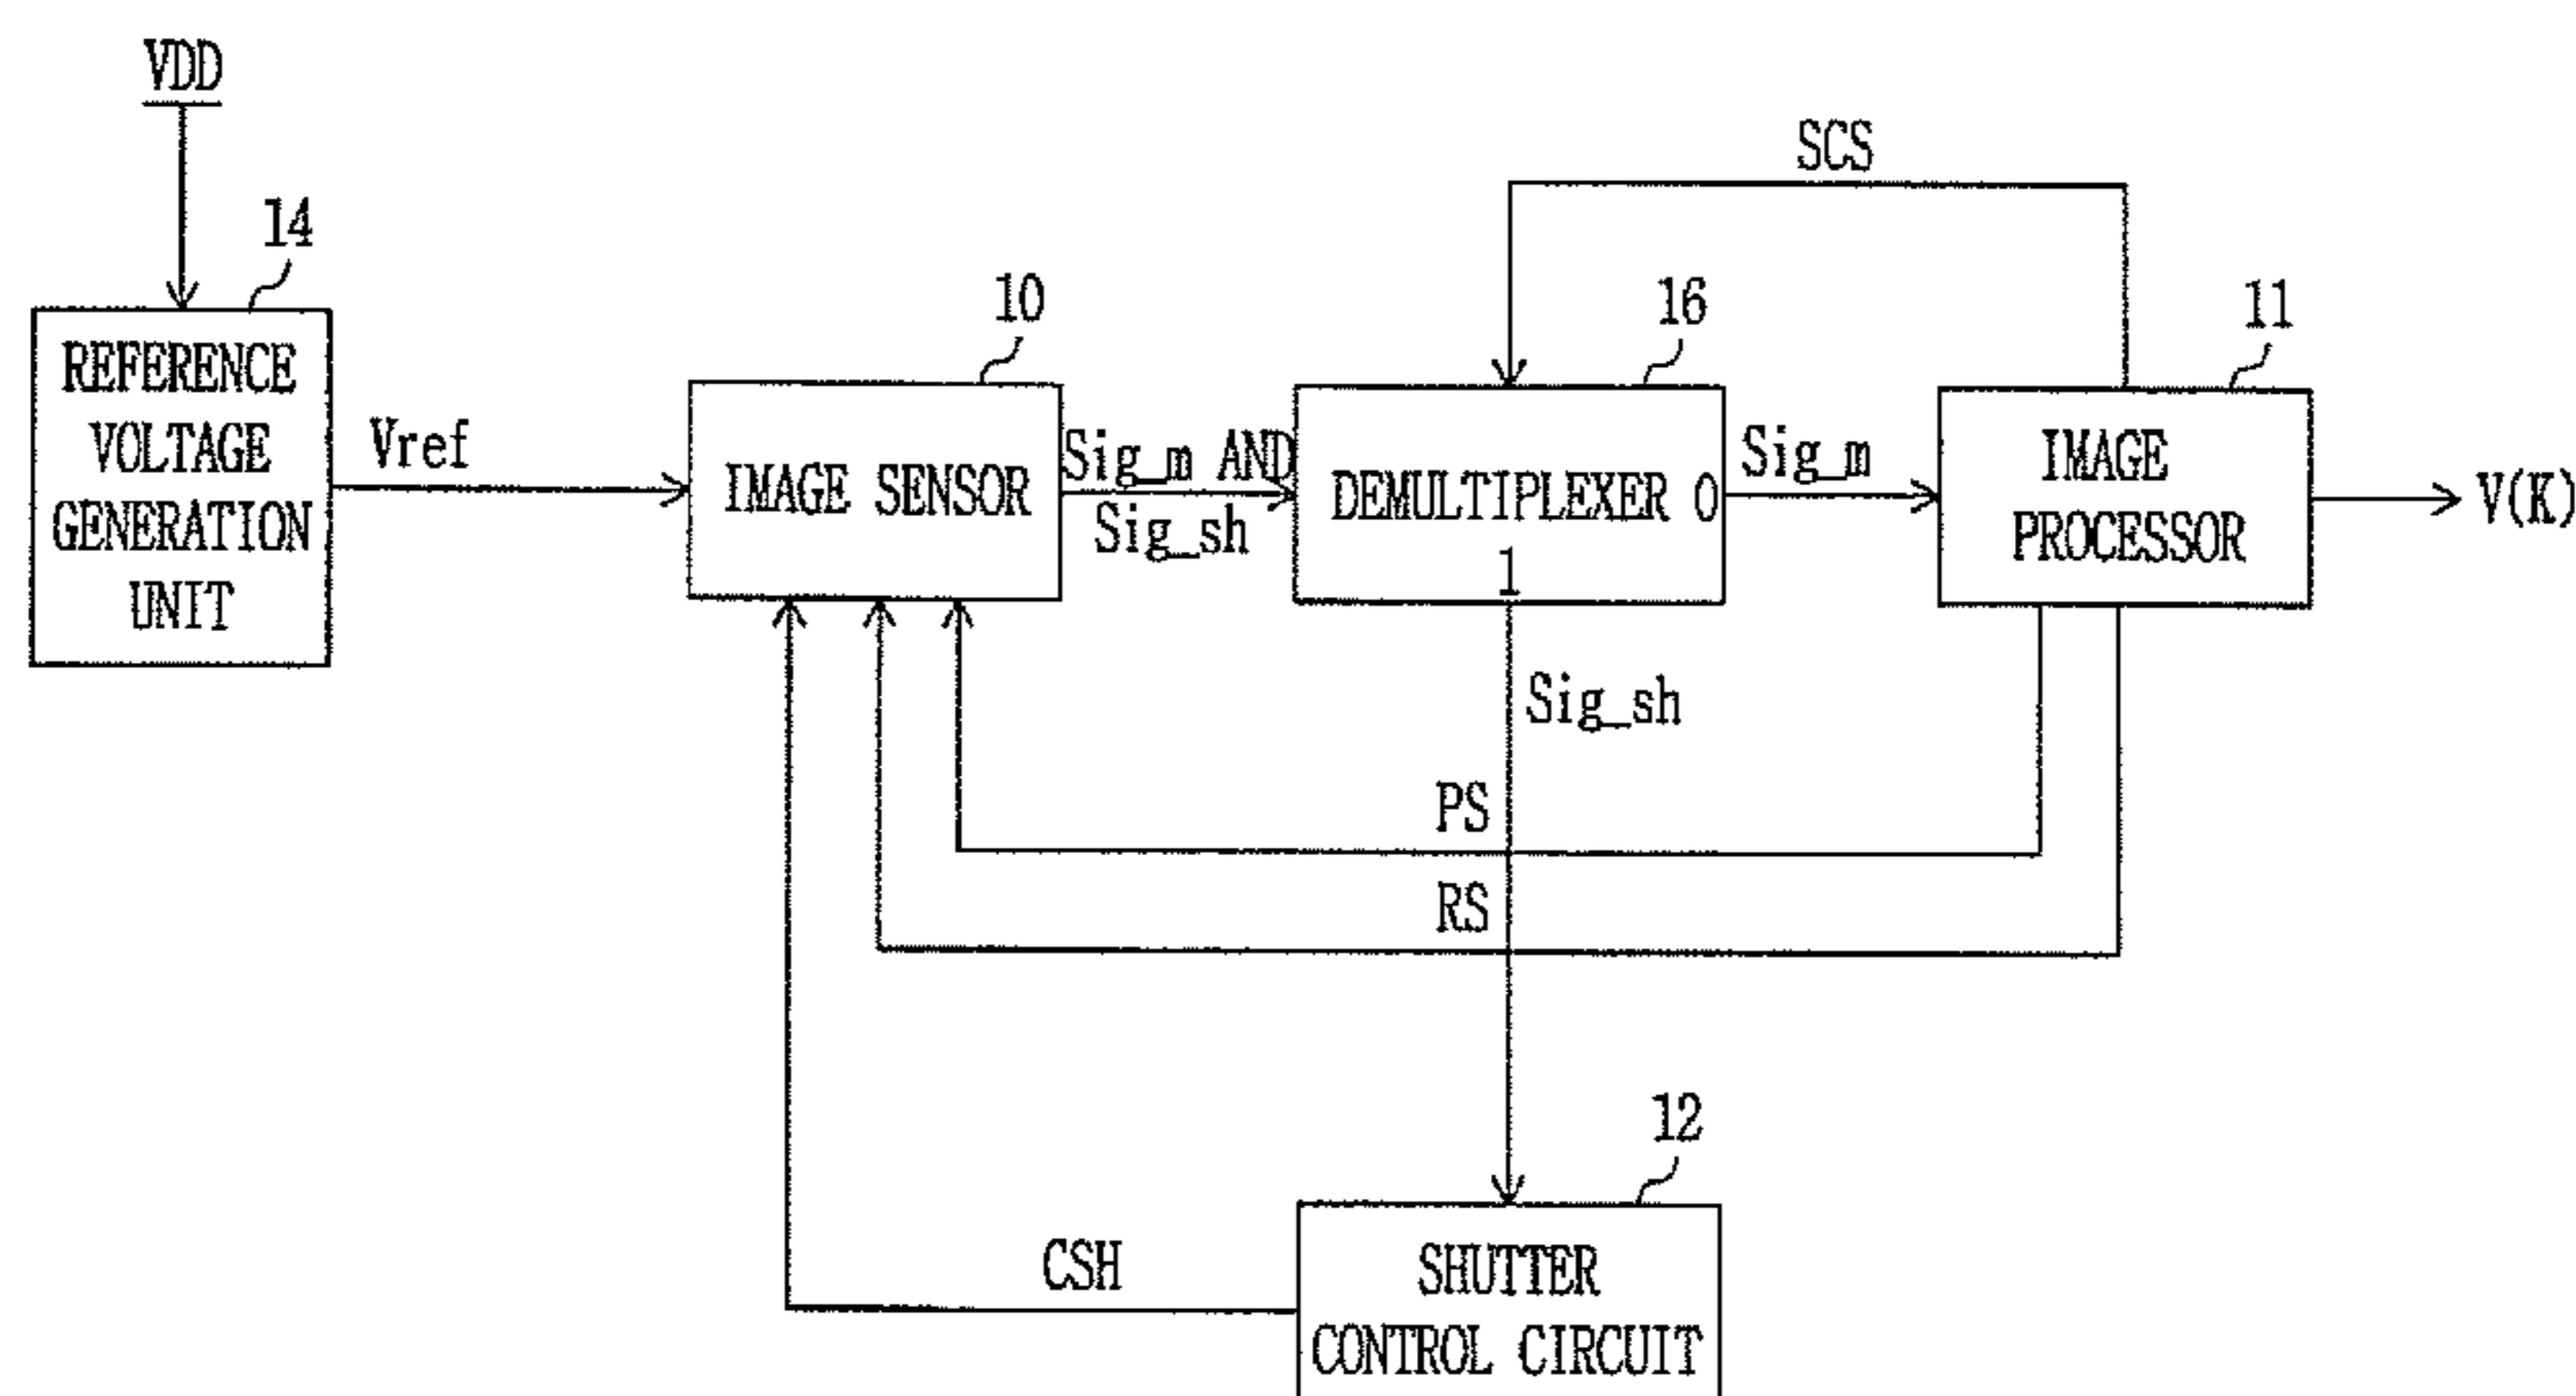 VDD
SCS
14
10
16
11
REFERENCE
VOLTAGE
GENERATION
UNIT
Vref
IMAGE SENSOR
Sig_m AND
Sig_sh
DEMULTIPLEXER 0
1
Sig_m
IMAGE
PROCESSOR
V(K)
Sig_sh
PS
RS
12
CSH
SHUTTER
CONTROL CIRCUIT